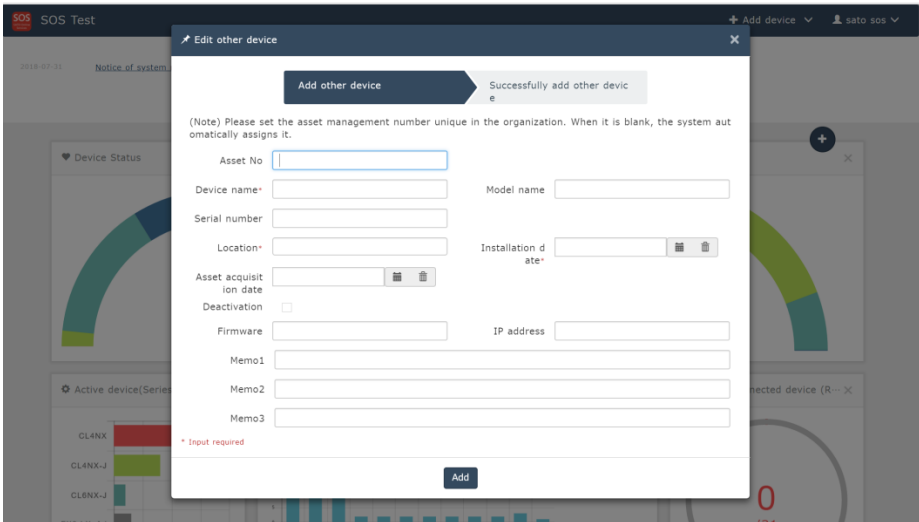 SOS
SOS Test
Add device
sato sos
Edit other device
2019-07-31
Notice of system
Add other device
Successfully add other devic
e
(Note) Please set the asset management number unique in the organization. When it is blank, the system aut
omatically assigns it.
Device Status
Asset No
Device name*
Model name
Serial number
Location*
Installation d
ate*
Asset acquisit
ion date
Deactivation
Firmware
IP address
Memo1
Active device(Series
Memo2
nected device (R…
Memo3
CL4NX
* Input required
CL4NX-J
Add
CL6NX-J
0